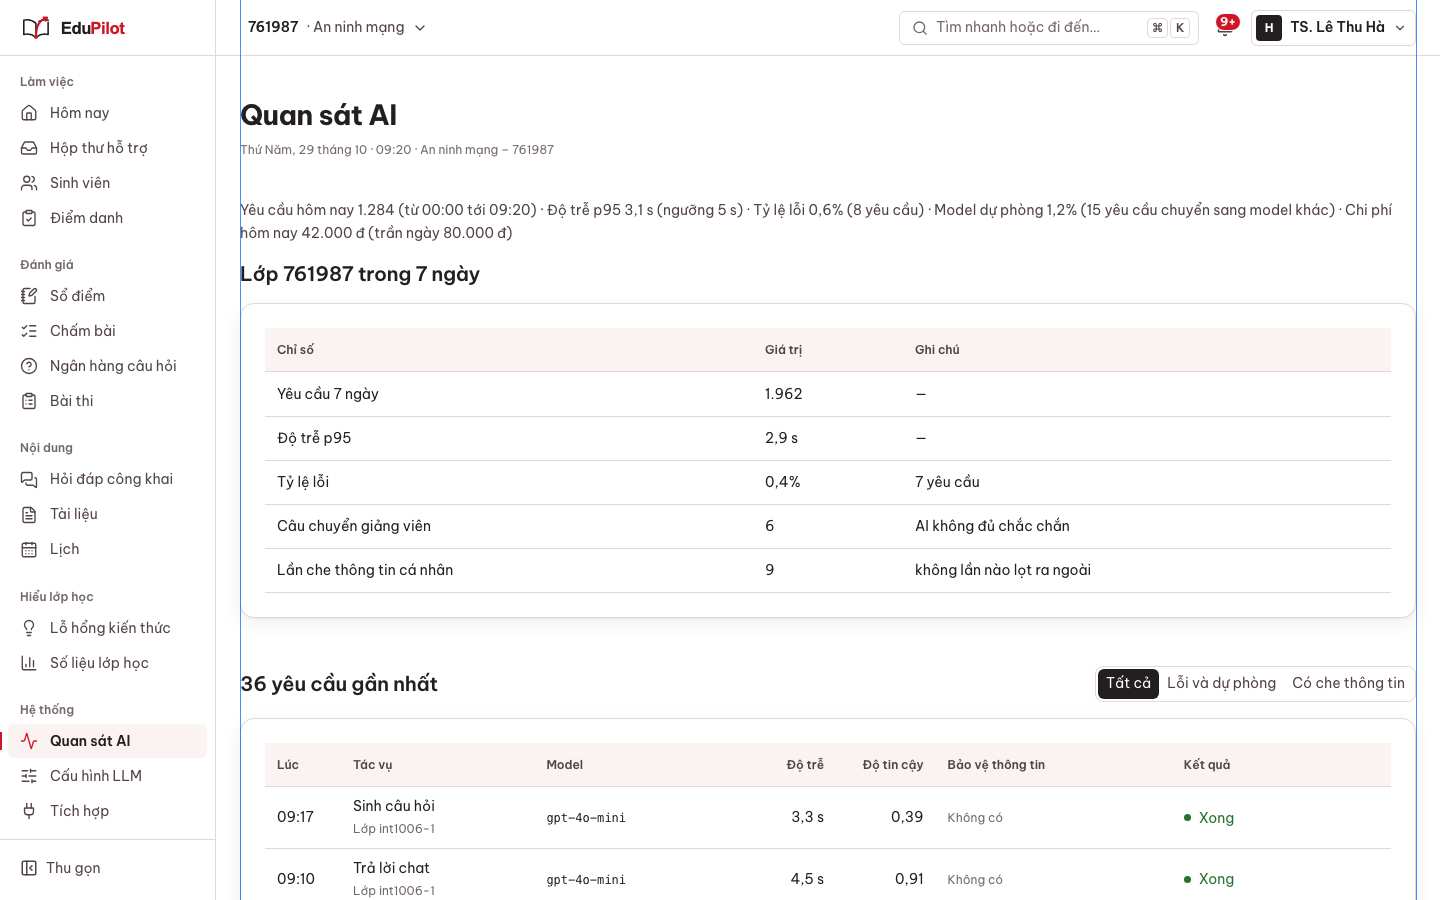 EduPilot
761987 · An ninh mạng
Tìm nhanh hoặc đi đến...
⌘ K
9+
H
TS. Lê Thu Hà
Làm việc
Hôm nay
Hộp thư hỗ trợ
Sinh viên
Điểm danh
Đánh giá
Sổ điểm
Chấm bài
Ngân hàng câu hỏi
Bài thi
Nội dung
Hỏi đáp công khai
Tài liệu
Lịch
Hiểu lớp học
Lỗ hổng kiến thức
Số liệu lớp học
Hệ thống
Quan sát AI
Cấu hình LLM
Tích hợp
Thu gọn
Quan sát AI
Thứ Năm, 29 tháng 10 · 09:20 · An ninh mạng – 761987
Yêu cầu hôm nay 1.284 (từ 00:00 tới 09:20) · Độ trễ p95 3,1 s (ngưỡng 5 s) · Tỷ lệ lỗi 0,6% (8 yêu cầu) · Model dự phòng 1,2% (15 yêu cầu chuyển sang model khác) · Chi phí
hôm nay 42.000 đ (trần ngày 80.000 đ)
Lớp 761987 trong 7 ngày
Chỉ số Giá trị Ghi chú
Yêu cầu 7 ngày 1.962 —
Độ trễ p95 2,9 s —
Tỷ lệ lỗi 0,4% 7 yêu cầu
Câu chuyển giảng viên 6 AI không đủ chắc chắn
Lần che thông tin cá nhân 9 không lần nào lọt ra ngoài
36 yêu cầu gần nhất
Tất cả Lỗi và dự phòng Có che thông tin
Lúc Tác vụ Model Độ trễ Độ tin cậy Bảo vệ thông tin Kết quả
09:17 Sinh câu hỏi gpt-4o-mini 3,3 s 0,39 Không có Xong
Lớp int1006-1
09:10 Trả lời chat gpt-4o-mini 4,5 s 0,91 Không có Xong
Lớp int1006-1